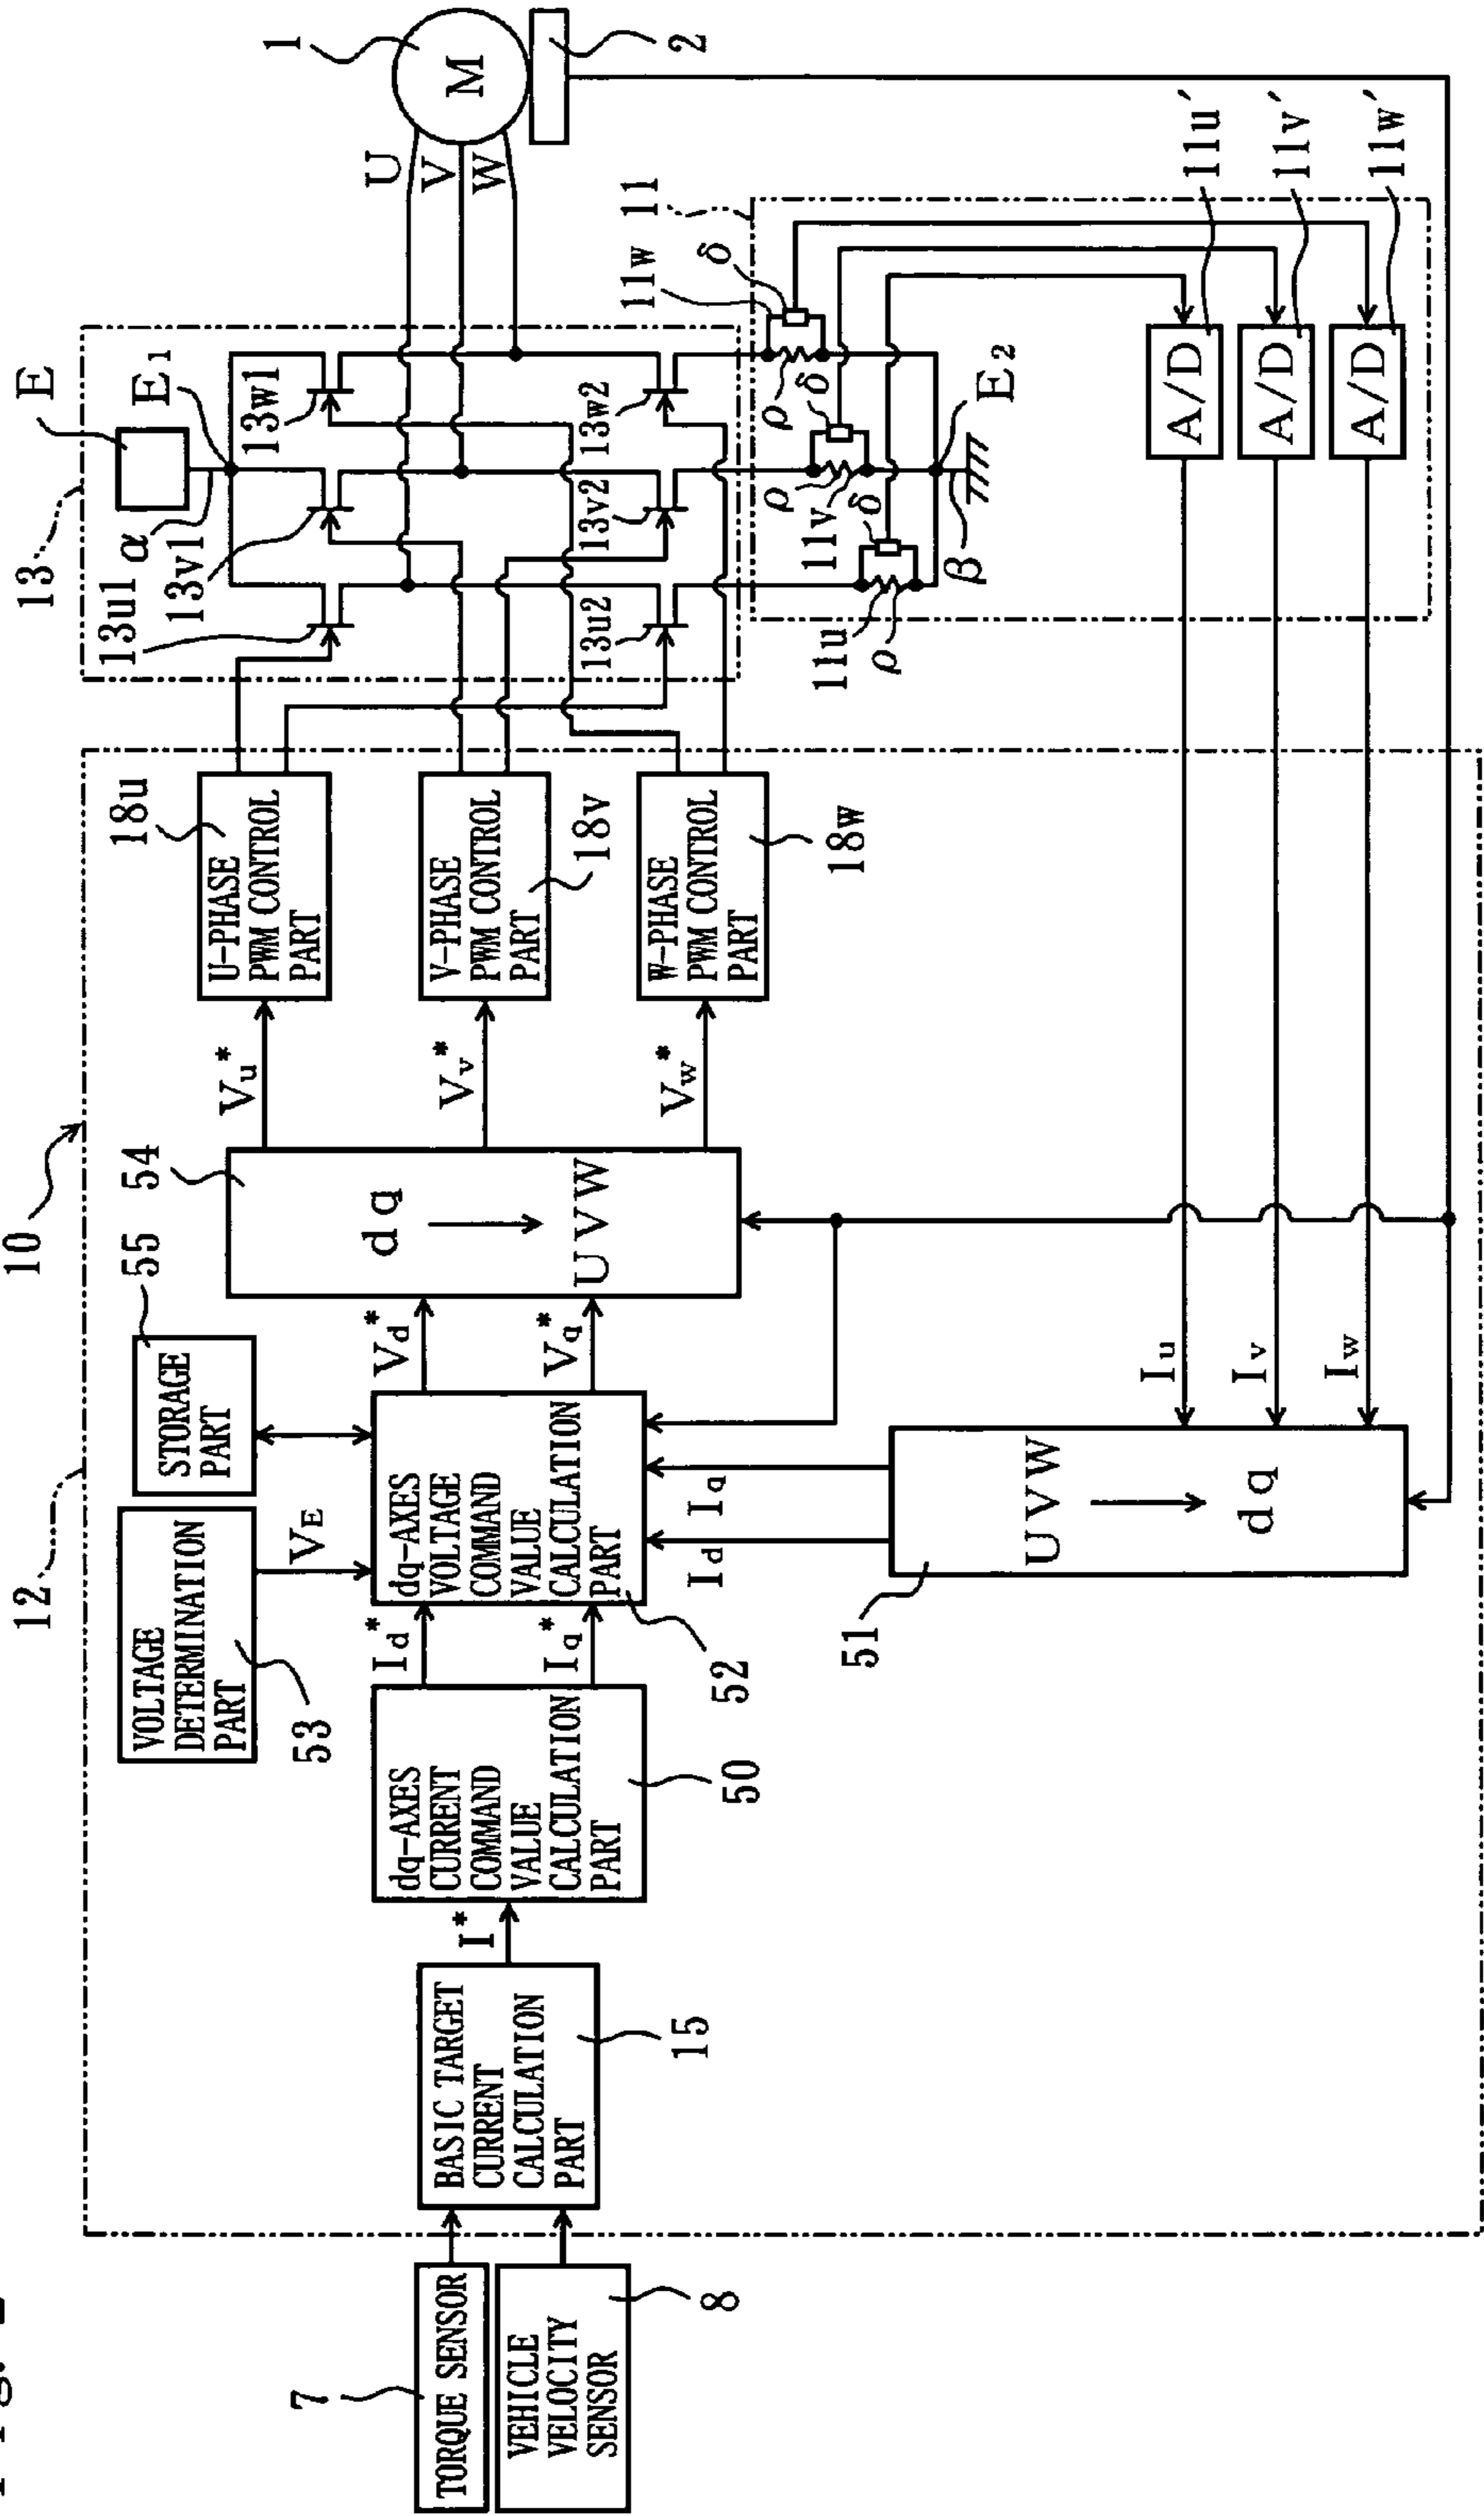 10
12
13
E
E1
α
13u1
13v1
13w1
13u2
13v2
13w2
1
M
2
U
V
W
11
11w
11v
11u
δ
δ
δ
ρ
ρ
ρ
β
E2
11u′
11v′
11w′
A/D
A/D
A/D
18u
U-PHASE
PWM CONTROL
PART
18v
V-PHASE
PWM CONTROL
PART
18w
W-PHASE
PWM CONTROL
PART
Vu*
Vv*
Vw*
54
d q
U V W
55
STORAGE
PART
VOLTAGE
DETERMINATION
PART
53
VE
Vd*
Vq*
dq-AXES
VOLTAGE
COMMAND
VALUE
CALCULATION
PART
52
Id*
Iq*
Id
Iq
dq-AXES
CURRENT
COMMAND
VALUE
CALCULATION
PART
50
U V W
d q
51
Iu
Iv
Iw
I*
BASIC TARGET
CURRENT
CALCULATION
PART
15
7
TORQUE SENSOR
VEHICLE
VELOCITY
SENSOR
8